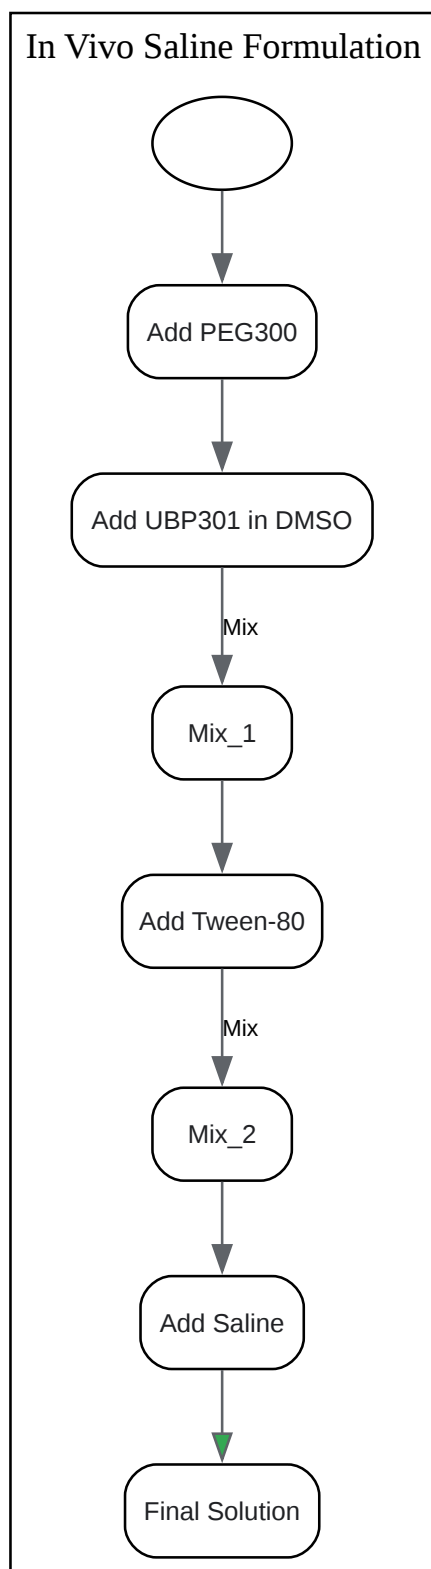 In Vivo Saline Formulation
Add PEG300
Add UBP301 in DMSO
Mix
Mix_1
Add Tween-80
Mix
Mix_2
Add Saline
Final Solution